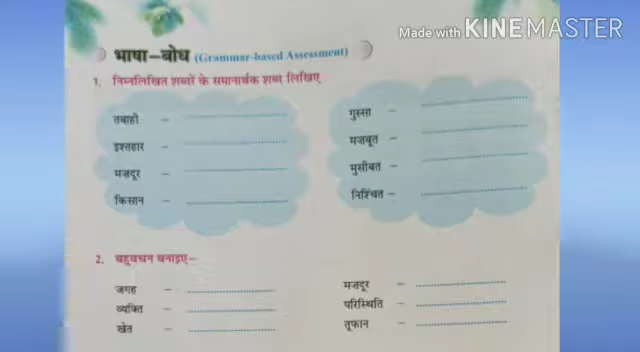 Made with KINEMASTER
भाषा-बोध (Grammar-based Assessment)
1. निम्नलिखित शब्दों के समानार्थक शब्द लिखिए
तबाही - गुस्सा -
इश्तहार - मजबूत -
मज़दूर - मुसीबत -
किसान - निश्चिंत -
2. बहुवचन बनाइए-
जगह - मजदूर -
व्यक्ति - परिस्थिति -
खेत - तूफान -